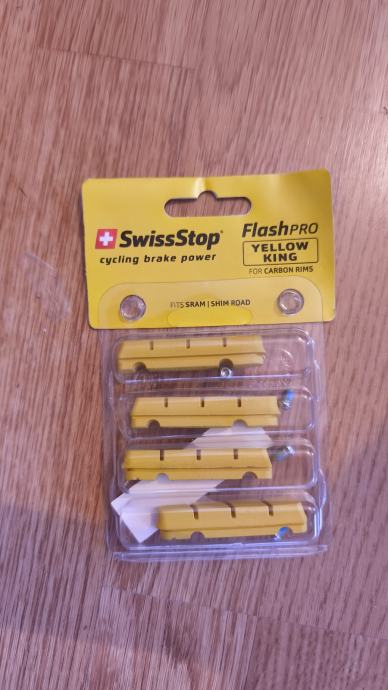 SwissStop
cycling brake power
FlashPRO
YELLOW
KING
FOR CARBON RIMS
FITS SRAM | SHIM ROAD